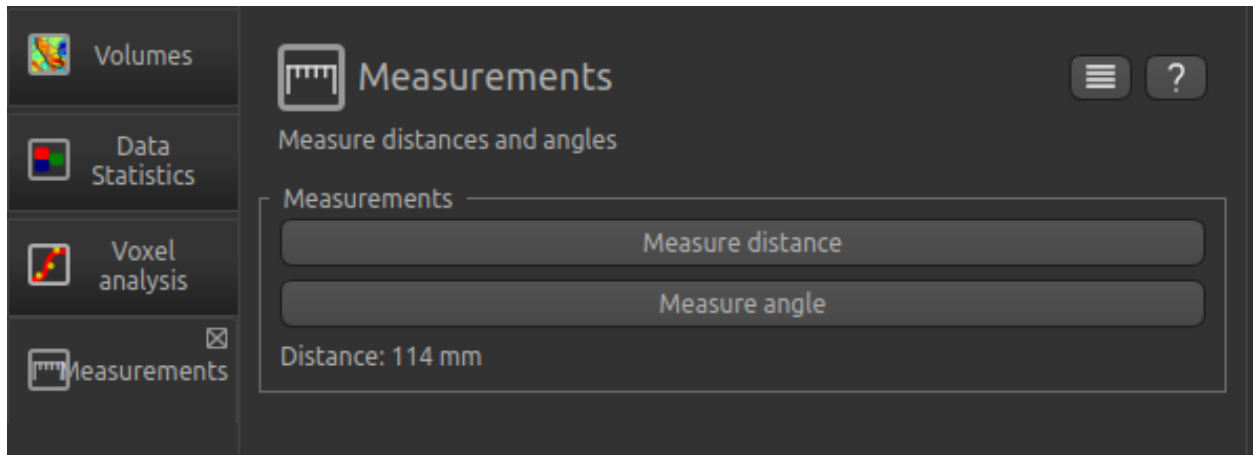 Volumes
Data
Statistics
Voxel
analysis
Measurements
Measurements
?
Measure distances and angles
Measurements
Measure distance
Measure angle
Distance: 114 mm